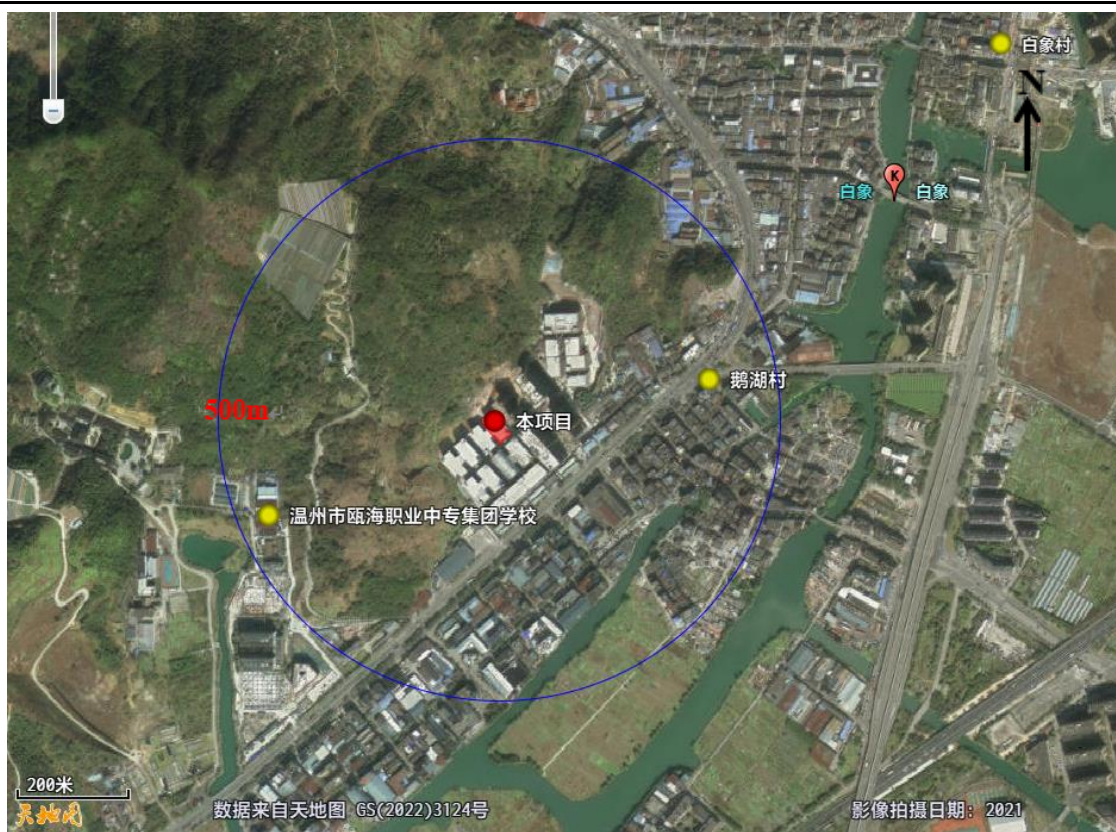 白象村
N
K
白象 白象
鹅湖村
500m
本项目
温州市瓯海职业中专集团学校
200米
天地图
数据来自天地图 GS(2022)3124号
影像拍摄日期: 2021